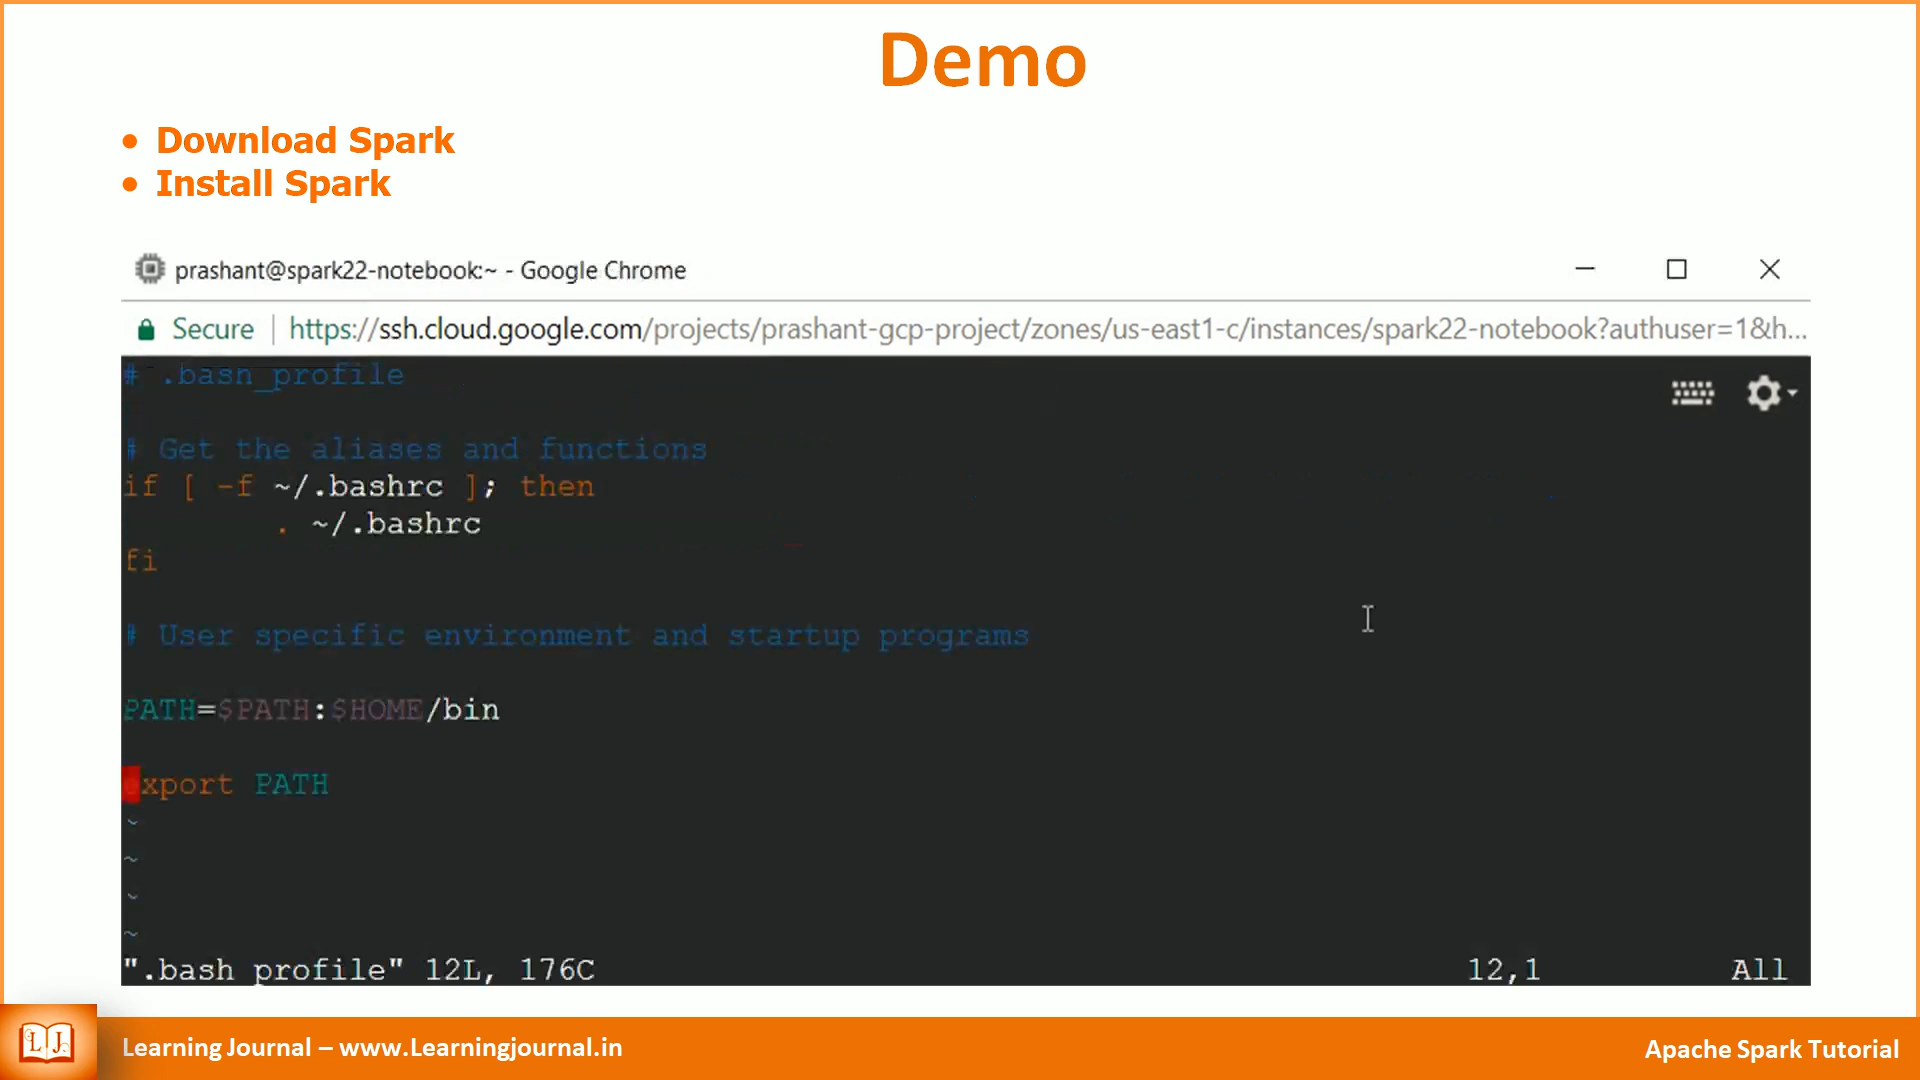 Demo
• Download Spark
• Install Spark
prashant@spark22-notebook:~ - Google Chrome
Secure | https://ssh.cloud.google.com/projects/prashant-gcp-project/zones/us-east1-c/instances/spark22-notebook?authuser=1&h...
# .bash_profile
# Get the aliases and functions
if [ -f ~/.bashrc ]; then
. ~/.bashrc
fi
# User specific environment and startup programs
PATH=$PATH:$HOME/bin
export PATH
~
~
~
~
".bash_profile" 12L, 176C 12,1 All
LJ
Learning Journal – www.Learningjournal.in
Apache Spark Tutorial